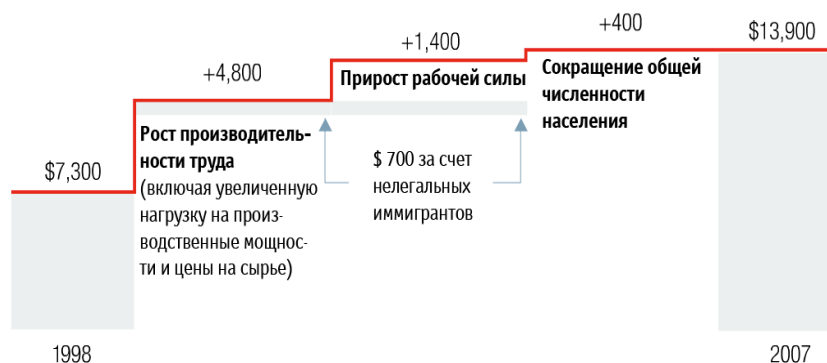 $7,300
+4,800
Рост производитель-
ности труда
(включая увеличенную
нагрузку на произ-
водственные мощнос-
ти и цены на сырье)
+1,400
Прирост рабочей силы
$ 700 за счет
нелегальных
иммигрантов
+400
Сокращение общей
численности
населения
$13,900
1998
2007